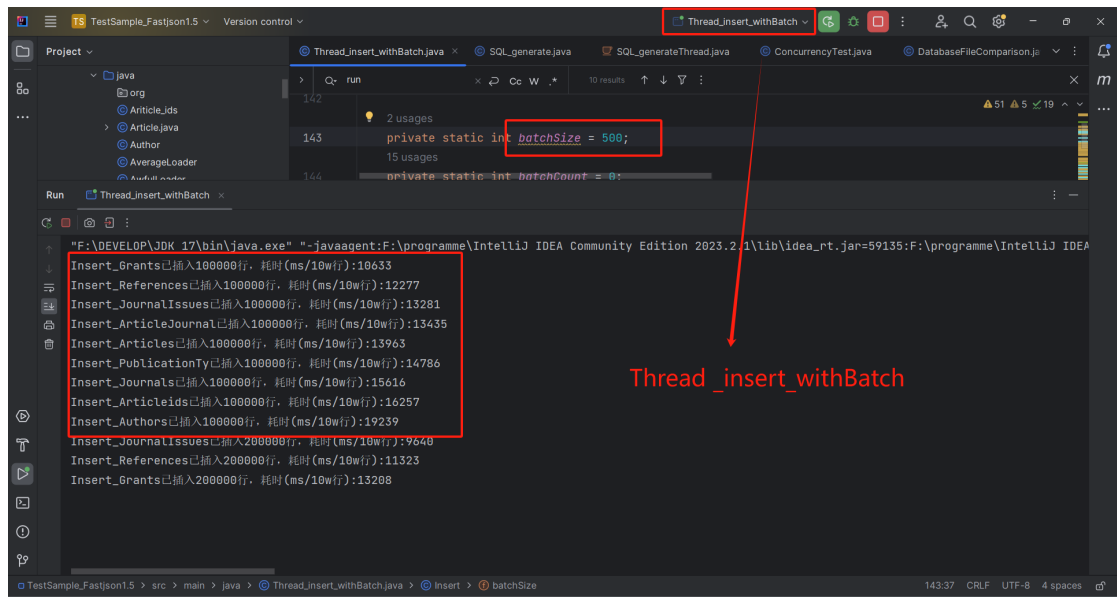 TS TestSample_Fastjson1.5 Version control Thread_insert_withBatch
Project
Thread_insert_withBatch.java SQL_generate.java SQL_generateThread.java ConcurrencyTest.java DatabaseFileComparison.ja
java
org
Ariticle_ids
Article.java
Author
AverageLoader
AwfulLoader
run Cc W .* 10 results
142
51 5 19
2 usages
143 private static int batchSize = 500;
15 usages
144 private static int batchCount = 0;
Run Thread_insert_withBatch
"F:\DEVELOP\JDK_17\bin\java.exe" "-javaagent:F:\programme\IntelliJ IDEA Community Edition 2023.2.1\lib\idea_rt.jar=59135:F:\programme\IntelliJ IDEA
Insert_Grants已插入100000行，耗时(ms/10w行):10633
Insert_References已插入100000行，耗时(ms/10w行):12277
Insert_JournalIssues已插入100000行，耗时(ms/10w行):13281
Insert_ArticleJournal已插入100000行，耗时(ms/10w行):13435
Insert_Articles已插入100000行，耗时(ms/10w行):13963
Insert_PublicationTy已插入100000行，耗时(ms/10w行):14786
Insert_Journals已插入100000行，耗时(ms/10w行):15616
Insert_Articleids已插入100000行，耗时(ms/10w行):16257
Insert_Authors已插入100000行，耗时(ms/10w行):19239
Insert_JournalIssues已插入200000行，耗时(ms/10w行):9640
Insert_References已插入200000行，耗时(ms/10w行):11323
Insert_Grants已插入200000行，耗时(ms/10w行):13208
Thread _insert_withBatch
TestSample_Fastjson1.5 > src > main > java > Thread_insert_withBatch.java > Insert > batchSize 143:37 CRLF UTF-8 4 spaces